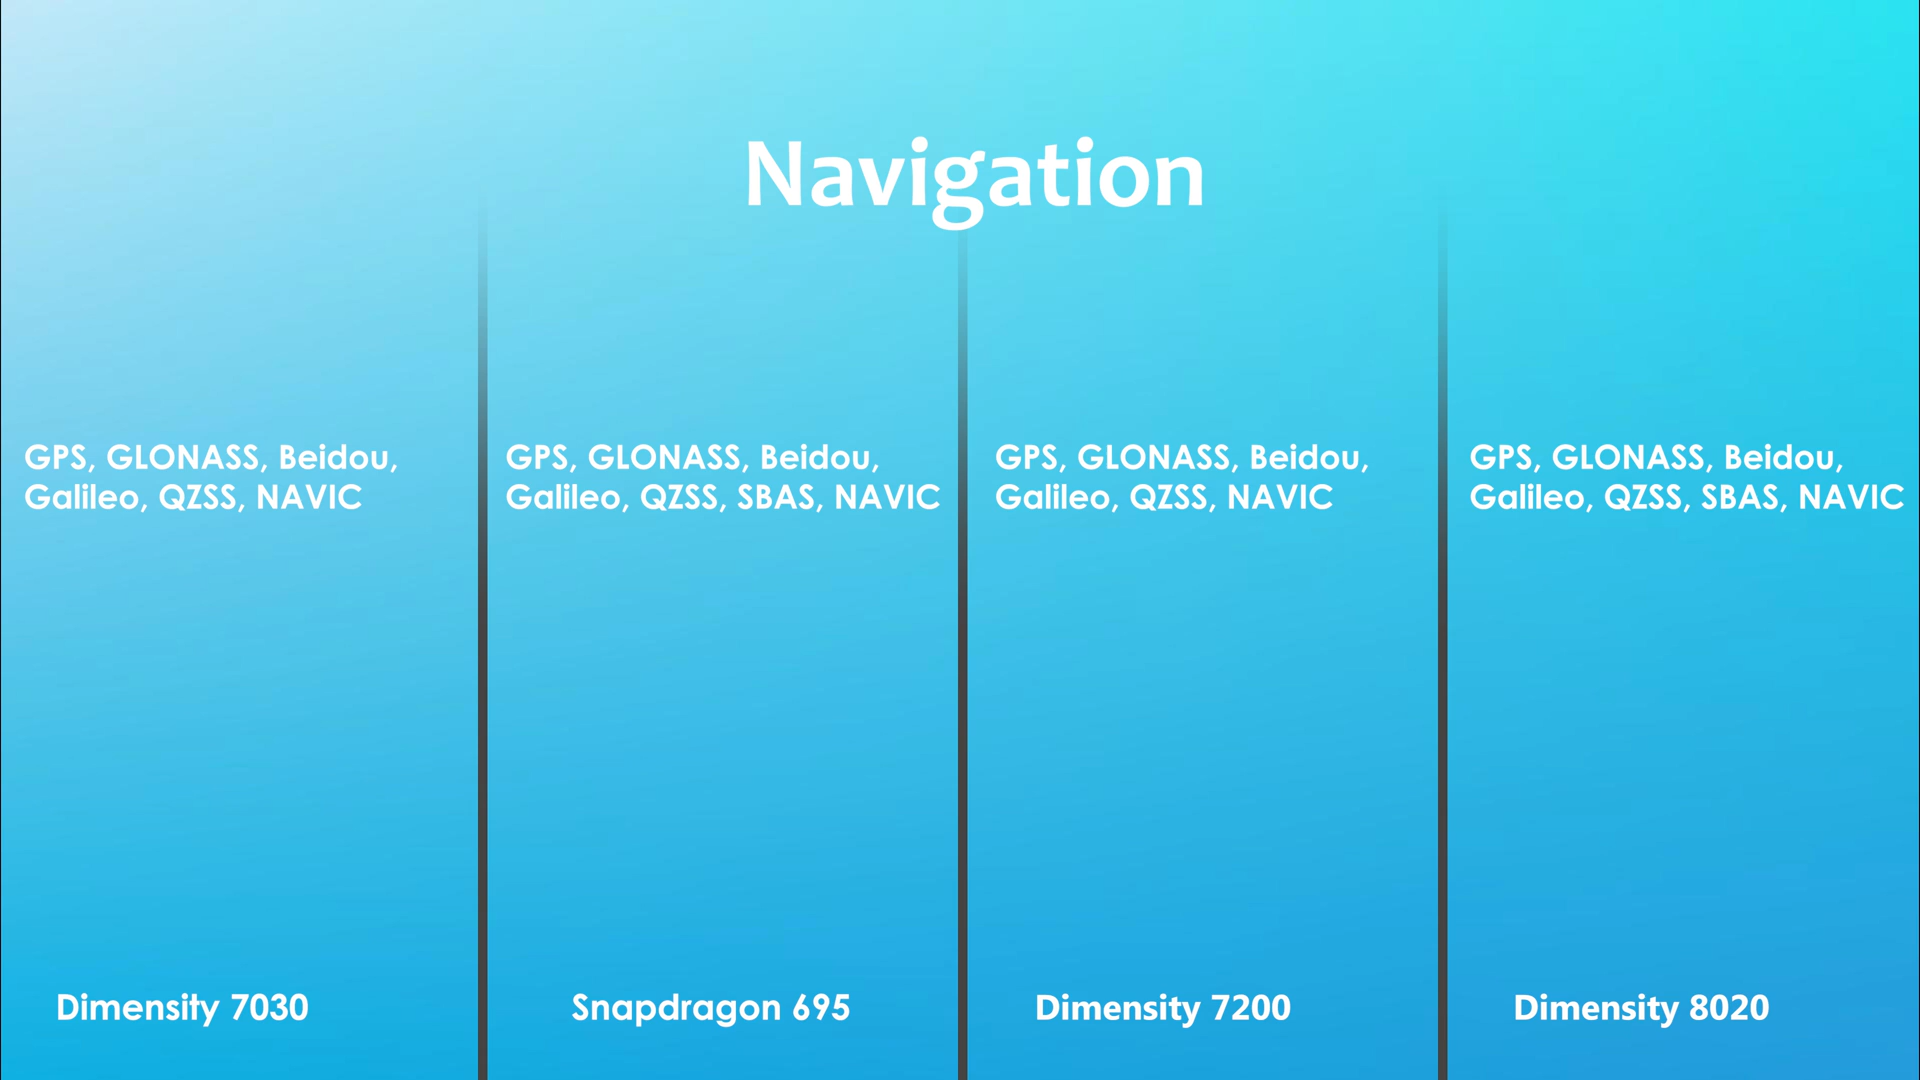 Navigation
GPS, GLONASS, Beidou,
Galileo, QZSS, NAVIC
GPS, GLONASS, Beidou,
Galileo, QZSS, SBAS, NAVIC
GPS, GLONASS, Beidou,
Galileo, QZSS, NAVIC
GPS, GLONASS, Beidou,
Galileo, QZSS, SBAS, NAVIC
Dimensity 7030
Snapdragon 695
Dimensity 7200
Dimensity 8020